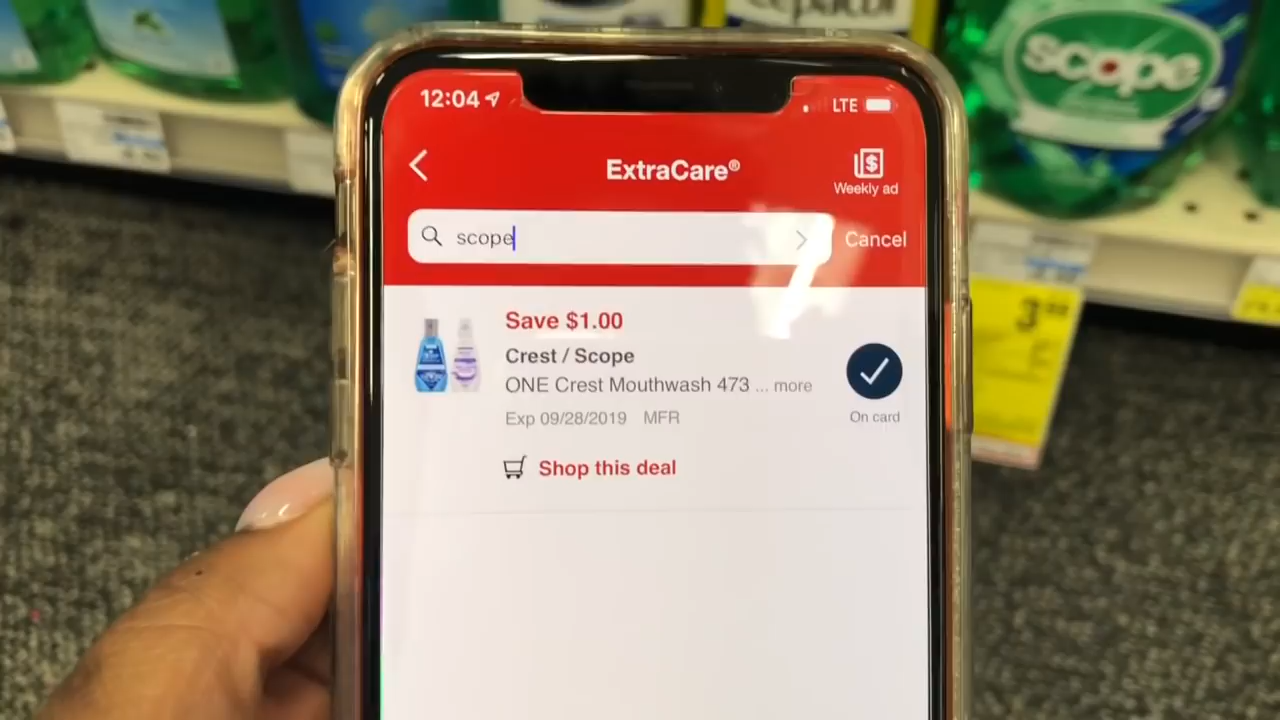 cepacol
scope
12:04
LTE
ExtraCare®
Weekly ad
scope
Cancel
Save $1.00
Crest / Scope
ONE Crest Mouthwash 473 ... more
On card
Exp 09/28/2019 MFR
Shop this deal